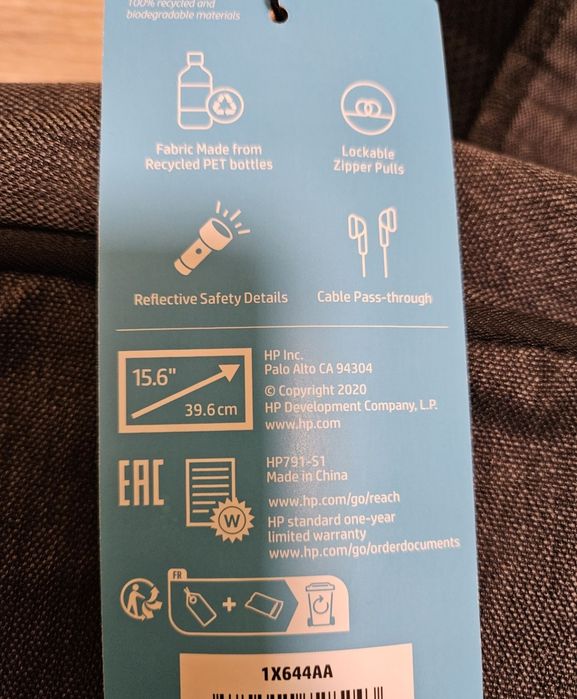 100% recycled and
biodegradable materials
Fabric Made from
Recycled PET bottles
Lockable
Zipper Pulls
Reflective Safety Details
Cable Pass-through
15.6"
39.6 cm
HP Inc.
Palo Alto CA 94304
© Copyright 2020
HP Development Company, L.P.
www.hp.com
EAC
W
HP791-S1
Made in China
www.hp.com/go/reach
HP standard one-year
limited warranty
www.hp.com/go/orderdocuments
FR
+
1X644AA